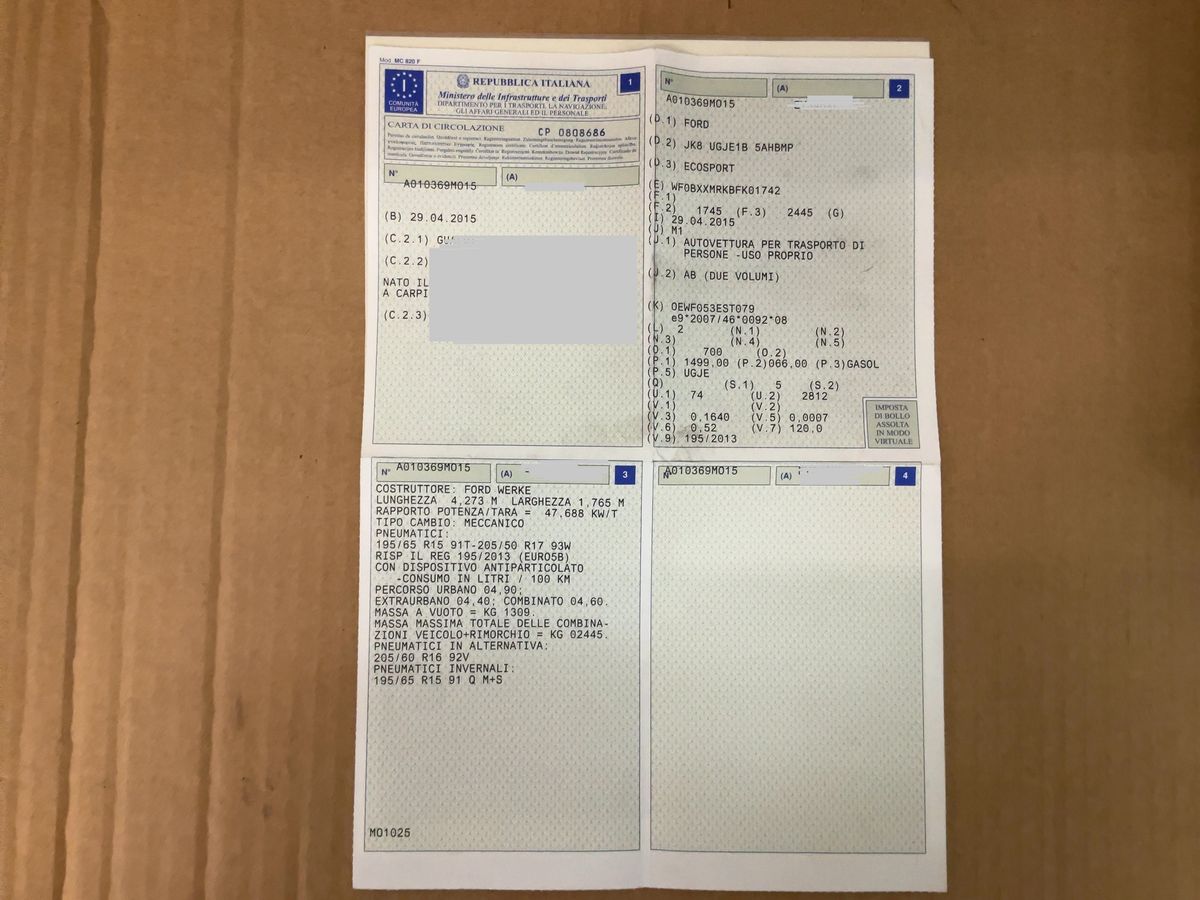 Mod. MC 820 F
I
COMUNITÀ
EUROPEA
REPUBBLICA ITALIANA
Ministero delle Infrastrutture e dei Trasporti
DIPARTIMENTO PER I TRASPORTI, LA NAVIGAZIONE,
GLI AFFARI GENERALI ED IL PERSONALE
1
CARTA DI CIRCOLAZIONE CP 0808686
N° A010369MO15 (A)
(B) 29.04.2015
(C.2.1)
(C.2.2)
NATO IL
A CARPI
(C.2.3)
N° (A) 2
A010369MO15
(D.1) FORD
(D.2) JK8 UGJE1B 5AHBMP
(D.3) ECOSPORT
(E) WF0BXXMRKBFK01742
(F.1)
(F.2) 1745 (F.3) 2445 (G)
(I) 29.04.2015
(J) M1
(J.1) AUTOVETTURA PER TRASPORTO DI
PERSONE -USO PROPRIO
(J.2) AB (DUE VOLUMI)
(K) OEWF053EST079
e9*2007/46*0092*08
(L) 2 (N.1) (N.2)
(N.3) (N.4) (N.5)
(O.1) 700 (O.2)
(P.1) 1499,00 (P.2)066,00 (P.3)GASOL
(P.5) UGJE
(Q) (S.1) 5 (S.2)
(U.1) 74 (U.2) 2812
(V.1) (V.2)
(V.3) 0,1640 (V.5) 0,0007
(V.6) 0,52 (V.7) 120,0
(V.9) 195/2013
IMPOSTA
DI BOLLO
ASSOLTA
IN MODO
VIRTUALE
N° A010369MO15 (A) 3
COSTRUTTORE: FORD WERKE
LUNGHEZZA 4,273 M LARGHEZZA 1,765 M
RAPPORTO POTENZA/TARA = 47,688 KW/T
TIPO CAMBIO: MECCANICO
PNEUMATICI:
195/65 R15 91T-205/50 R17 93W
RISP IL REG 195/2013 (EURO5B)
CON DISPOSITIVO ANTIPARTICOLATO
-CONSUMO IN LITRI / 100 KM
PERCORSO URBANO 04,90;
EXTRAURBANO 04,40; COMBINATO 04,60.
MASSA A VUOTO = KG 1309.
MASSA MASSIMA TOTALE DELLE COMBINA-
ZIONI VEICOLO+RIMORCHIO = KG 02445.
PNEUMATICI IN ALTERNATIVA:
205/60 R16 92V
PNEUMATICI INVERNALI:
195/65 R15 91 Q M+S
MO1025
N° A010369MO15 (A) 4